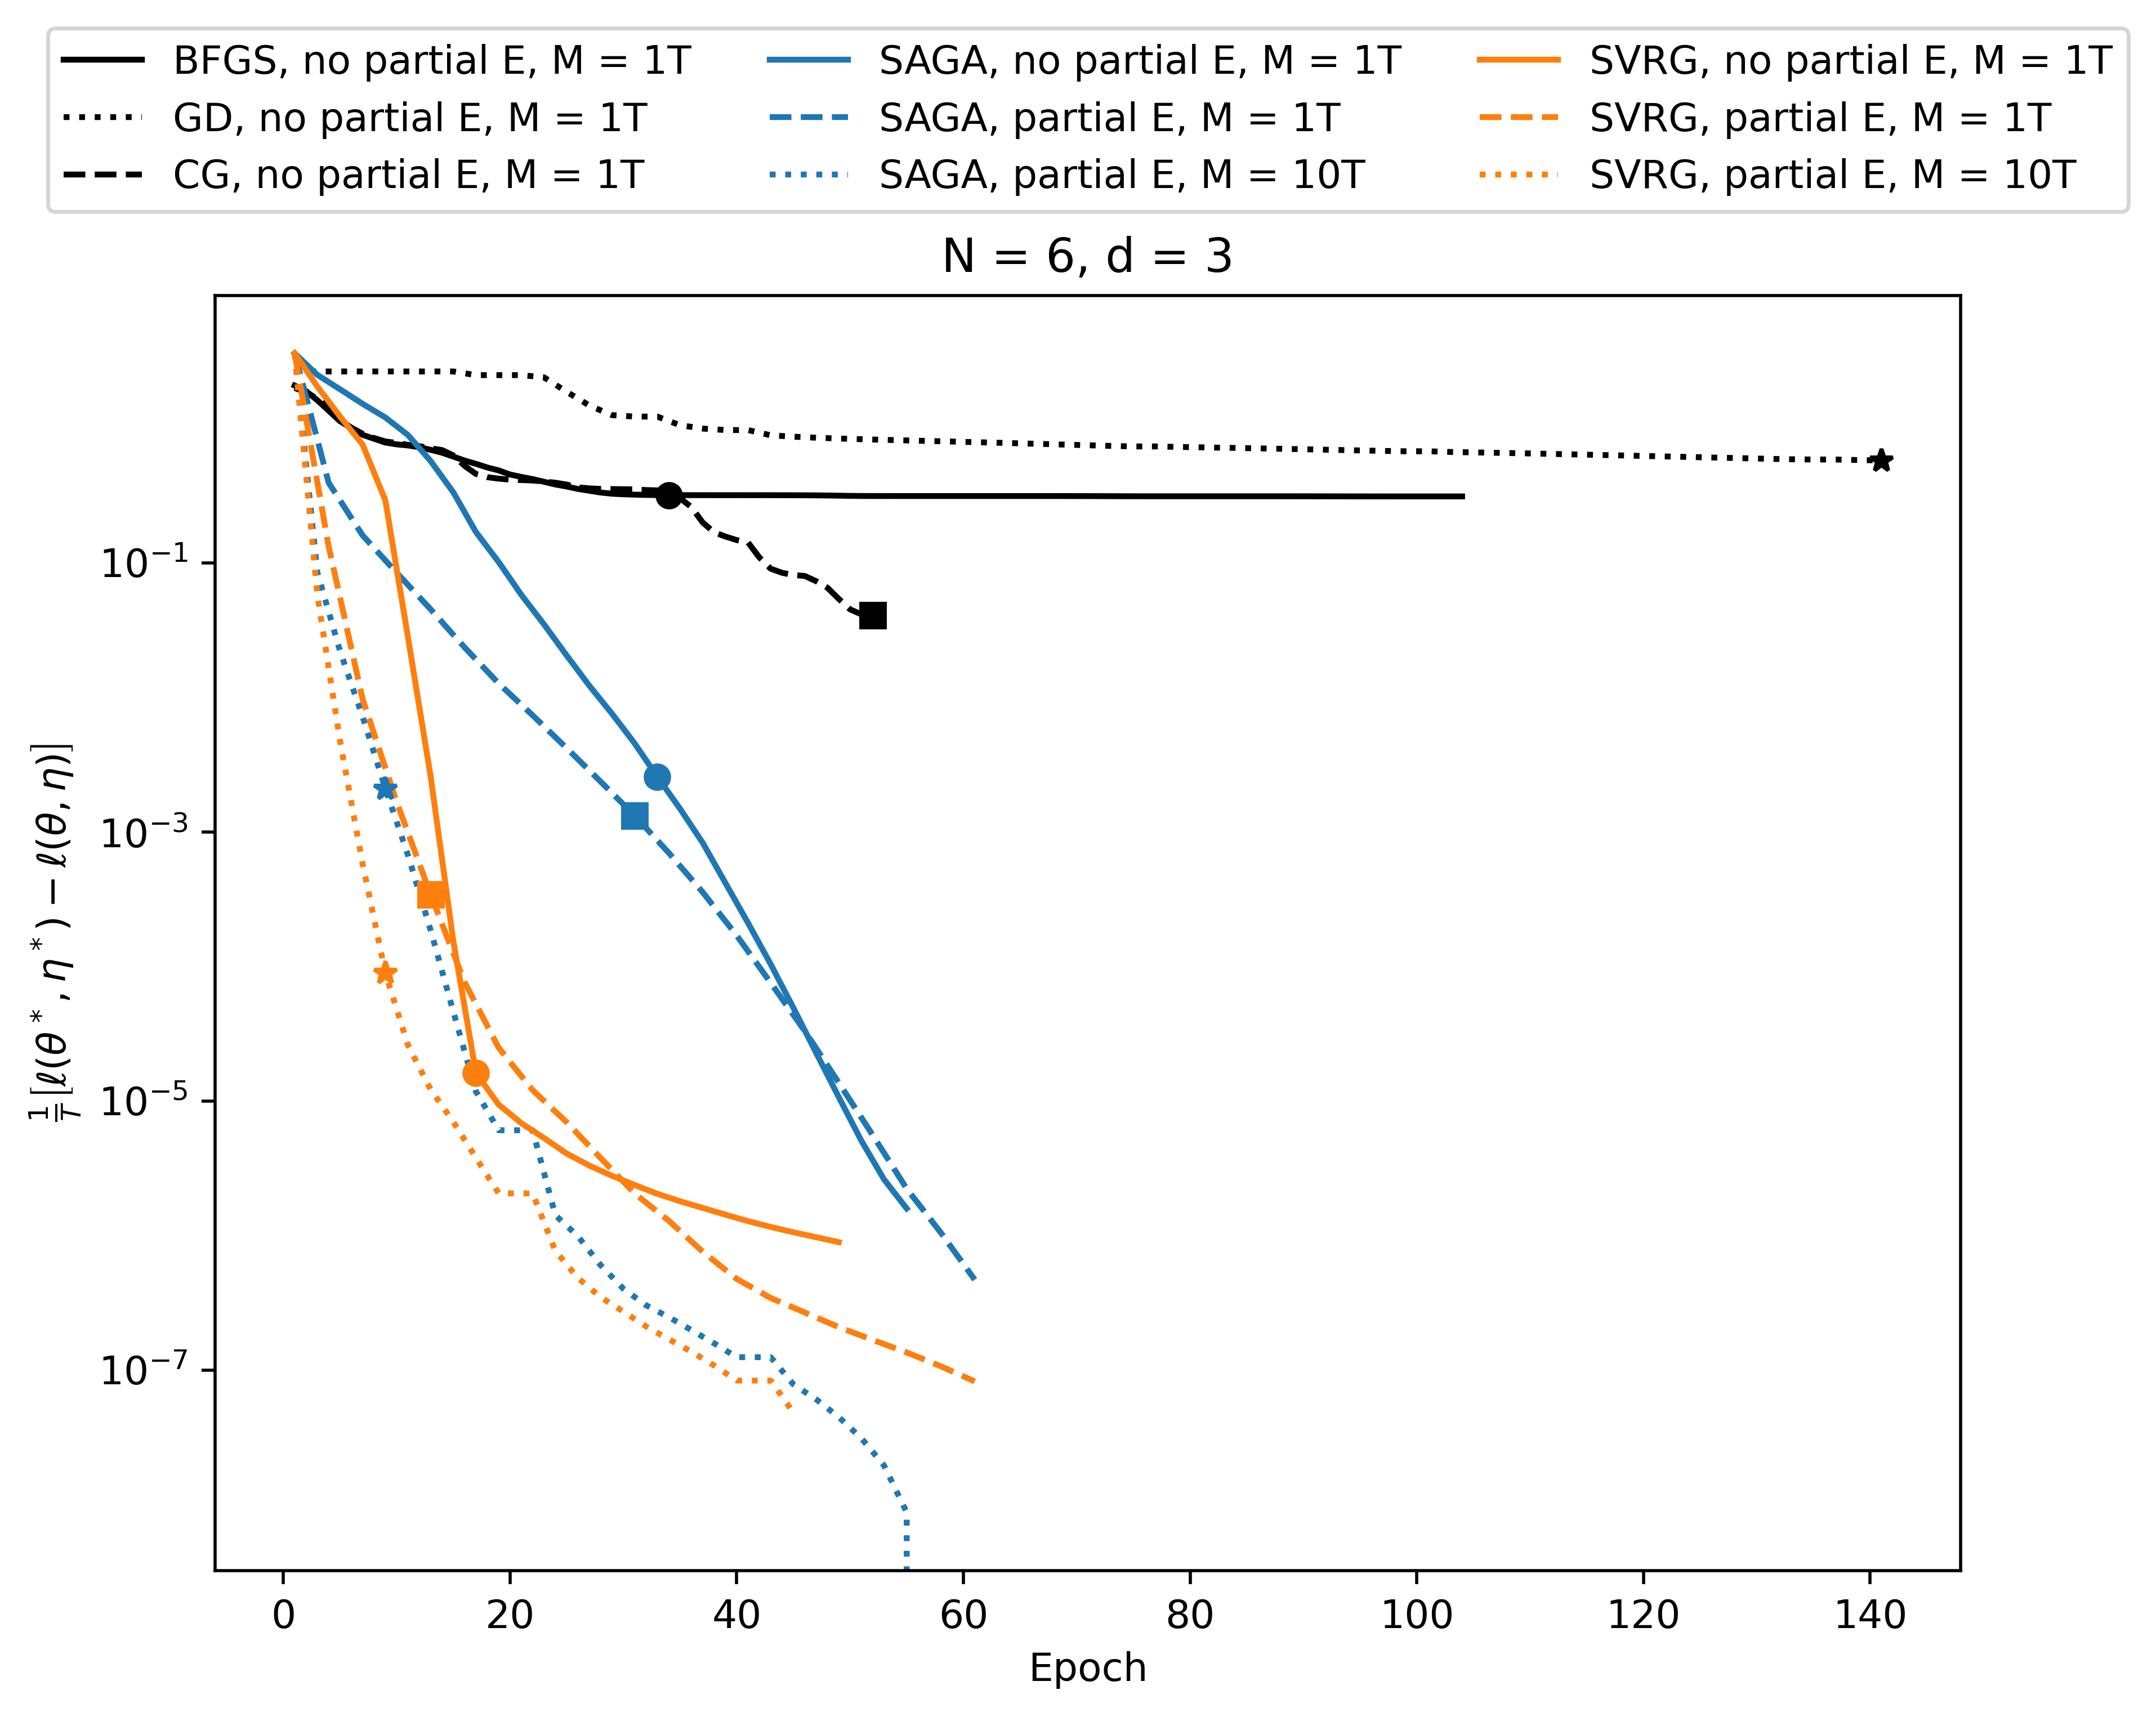 BFGS, no partial E, M = 1T
GD, no partial E, M = 1T
CG, no partial E, M = 1T
SAGA, no partial E, M = 1T
SAGA, partial E, M = 1T
SAGA, partial E, M = 10T
SVRG, no partial E, M = 1T
SVRG, partial E, M = 1T
SVRG, partial E, M = 10T
N = 6, d = 3
10⁻¹
10⁻³
10⁻⁵
10⁻⁷
1/T [ℓ(θ*, η*) − ℓ(θ, η)]
0 20 40 60 80 100 120 140
Epoch